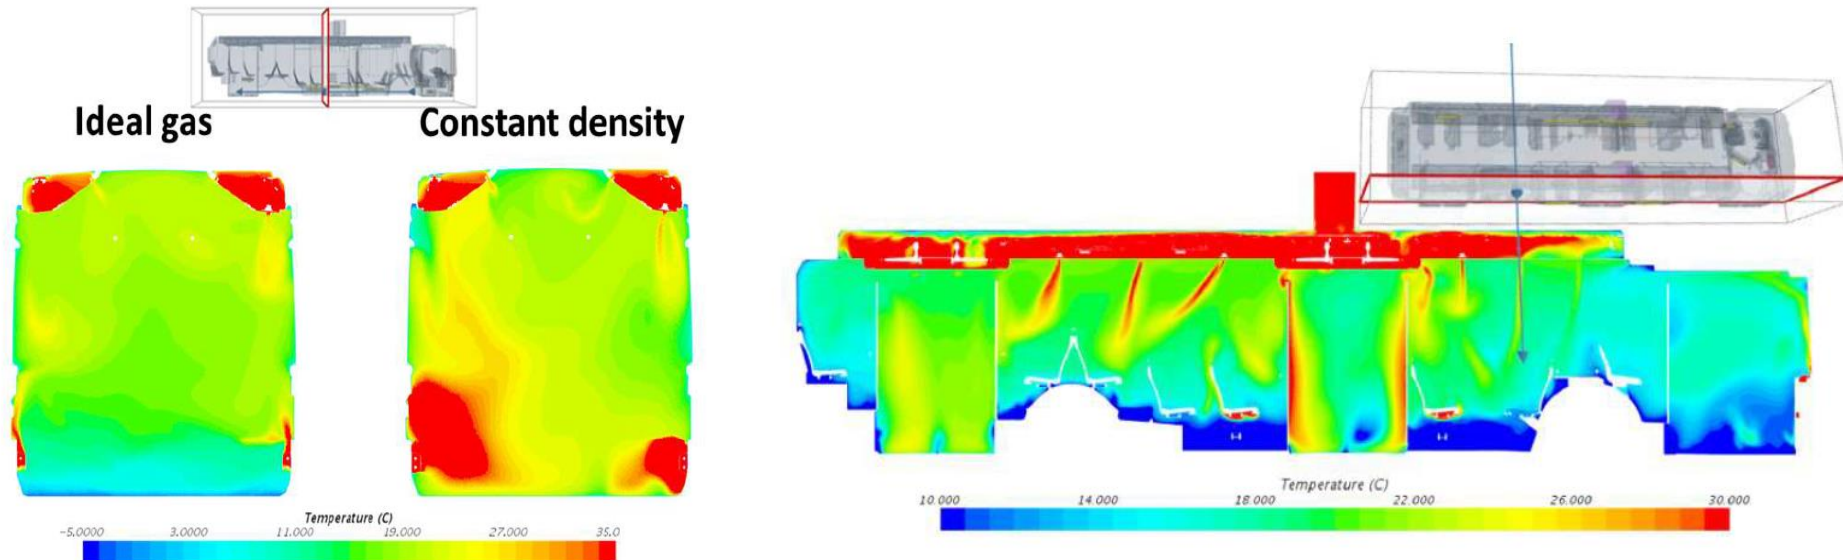 Ideal gas
Constant density
Temperature (C)
-5.0000 3.0000 11.000 19.000 27.000 35.0
Temperature (C)
10.000 14.000 18.000 22.000 26.000 30.000